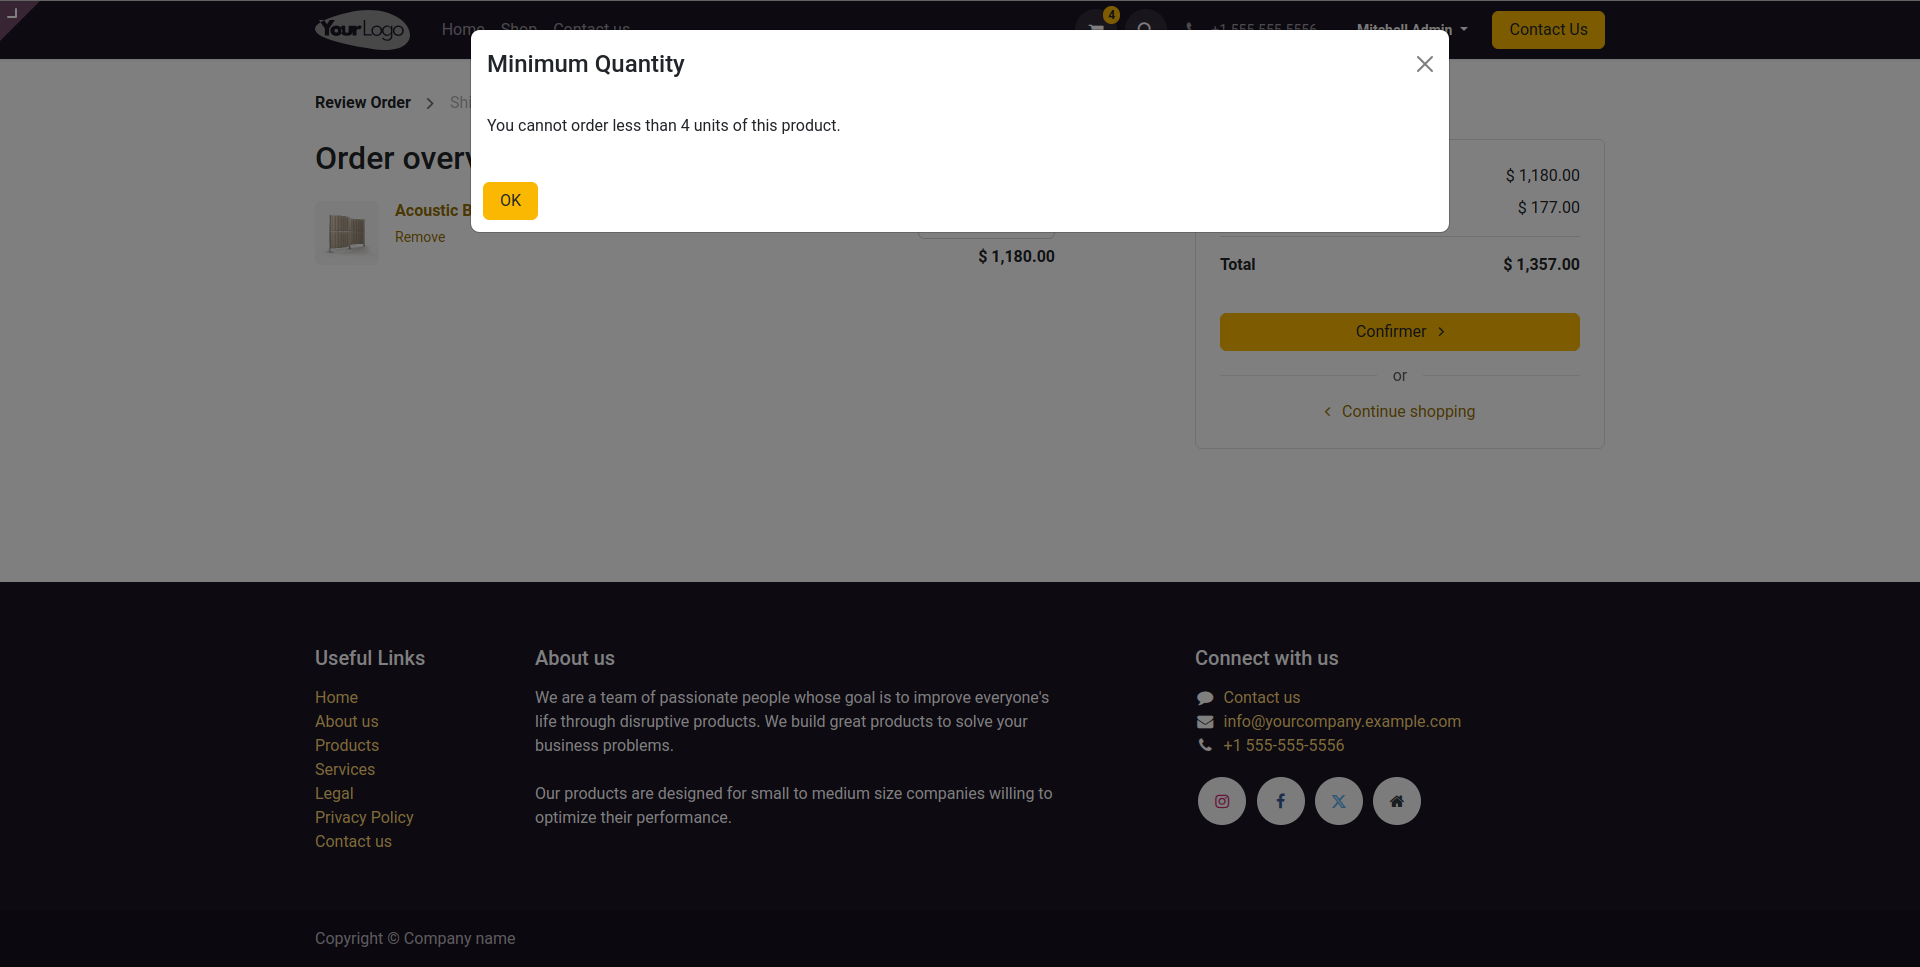 YourLogo
Home
Shop
Contact us
4
+1 555-555-5556
Mitchell Admin
Contact Us
Minimum Quantity
You cannot order less than 4 units of this product.
OK
Review Order
Order
Acoustic
Remove
$ 1,180.00
$ 1,180.00
$ 177.00
Total
$ 1,357.00
Confirmer
or
Continue shopping
Useful Links
Home
About us
Products
Services
Legal
Privacy Policy
Contact us
About us
We are a team of passionate people whose goal is to improve everyone's
life through disruptive products. We build great products to solve your
business problems.
Our products are designed for small to medium size companies willing to
optimize their performance.
Connect with us
Contact us
info@yourcompany.example.com
+1 555-555-5556
Copyright © Company name